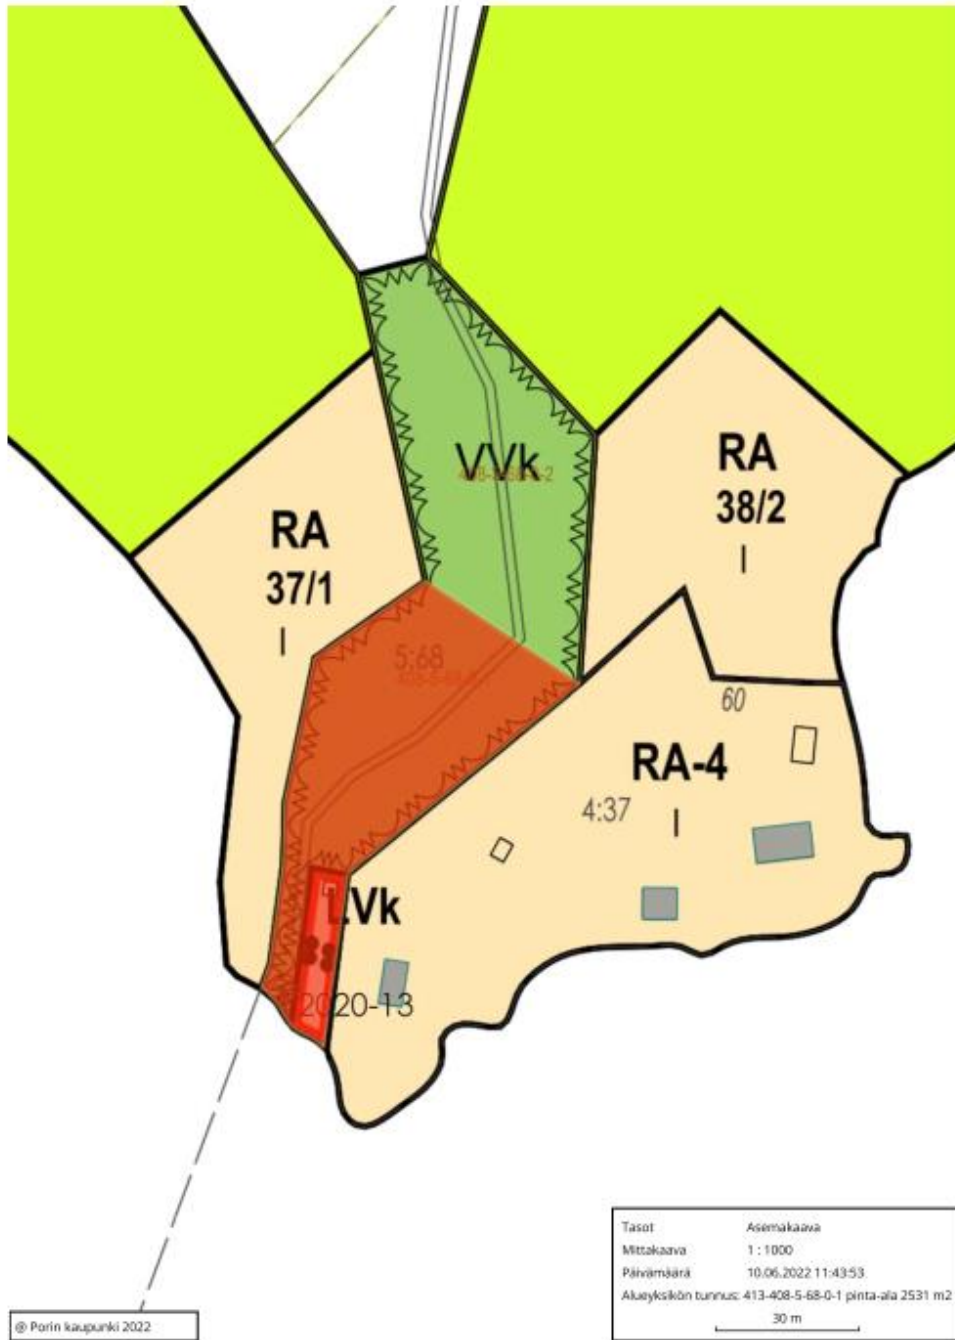 VVk
RA
38/2
I
RA
37/1
I
5:68
60
RA-4
4:37
I
LVk
2020-13
Tasot Asemakaava
Mittakaava 1 : 1000
Päivämäärä 10.06.2022 11:43:53
Alueyksikön tunnus: 413-408-5-68-0-1 pinta-ala 2531 m2
30 m
@ Porin kaupunki 2022